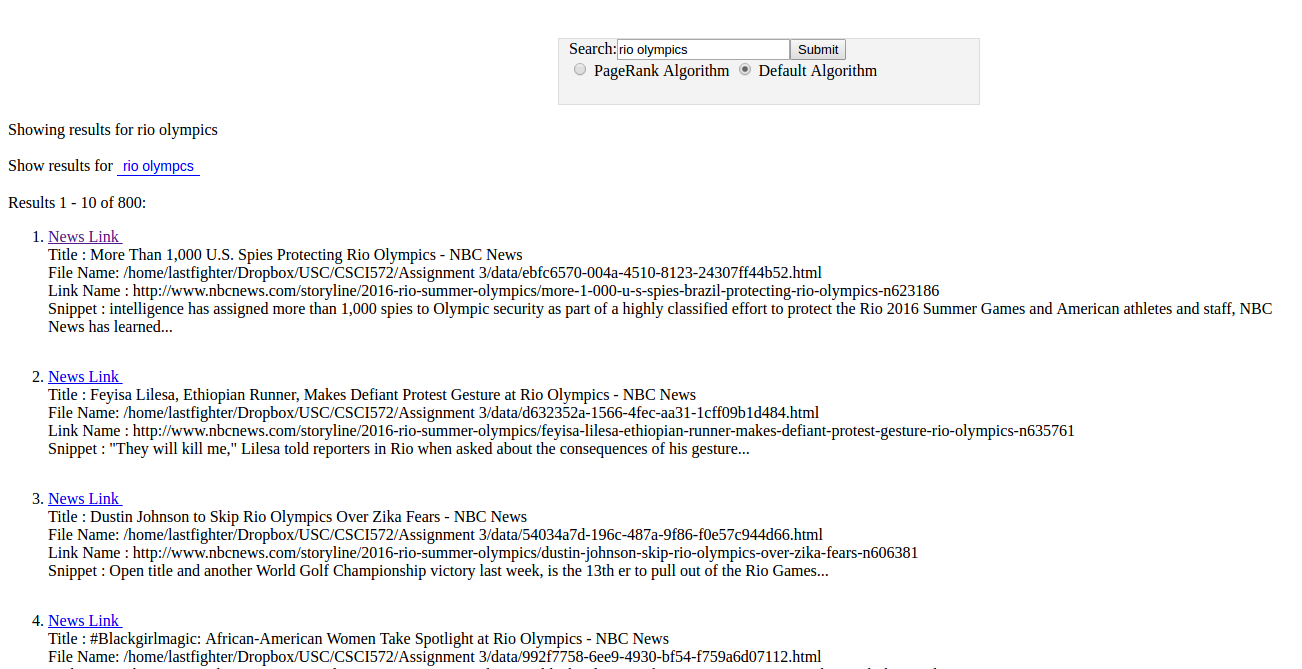 Search:rio olympics Submit
PageRank Algorithm Default Algorithm
Showing results for rio olympics
Show results for rio olympcs
Results 1 - 10 of 800:
1. News Link
Title : More Than 1,000 U.S. Spies Protecting Rio Olympics - NBC News
File Name: /home/lastfighter/Dropbox/USC/CSCI572/Assignment 3/data/ebfc6570-004a-4510-8123-24307ff44b52.html
Link Name : http://www.nbcnews.com/storyline/2016-rio-summer-olympics/more-1-000-u-s-spies-brazil-protecting-rio-olympics-n623186
Snippet : intelligence has assigned more than 1,000 spies to Olympic security as part of a highly classified effort to protect the Rio 2016 Summer Games and American athletes and staff, NBC
News has learned...
2. News Link
Title : Feyisa Lilesa, Ethiopian Runner, Makes Defiant Protest Gesture at Rio Olympics - NBC News
File Name: /home/lastfighter/Dropbox/USC/CSCI572/Assignment 3/data/d632352a-1566-4fec-aa31-1cff09b1d484.html
Link Name : http://www.nbcnews.com/storyline/2016-rio-summer-olympics/feyisa-lilesa-ethiopian-runner-makes-defiant-protest-gesture-rio-olympics-n635761
Snippet : "They will kill me," Lilesa told reporters in Rio when asked about the consequences of his gesture...
3. News Link
Title : Dustin Johnson to Skip Rio Olympics Over Zika Fears - NBC News
File Name: /home/lastfighter/Dropbox/USC/CSCI572/Assignment 3/data/54034a7d-196c-487a-9f86-f0e57c944d66.html
Link Name : http://www.nbcnews.com/storyline/2016-rio-summer-olympics/dustin-johnson-skip-rio-olympics-over-zika-fears-n606381
Snippet : Open title and another World Golf Championship victory last week, is the 13th er to pull out of the Rio Games...
4. News Link
Title : #Blackgirlmagic: African-American Women Take Spotlight at Rio Olympics - NBC News
File Name: /home/lastfighter/Dropbox/USC/CSCI572/Assignment 3/data/992f7758-6ee9-4930-bf54-f759a6d07112.html